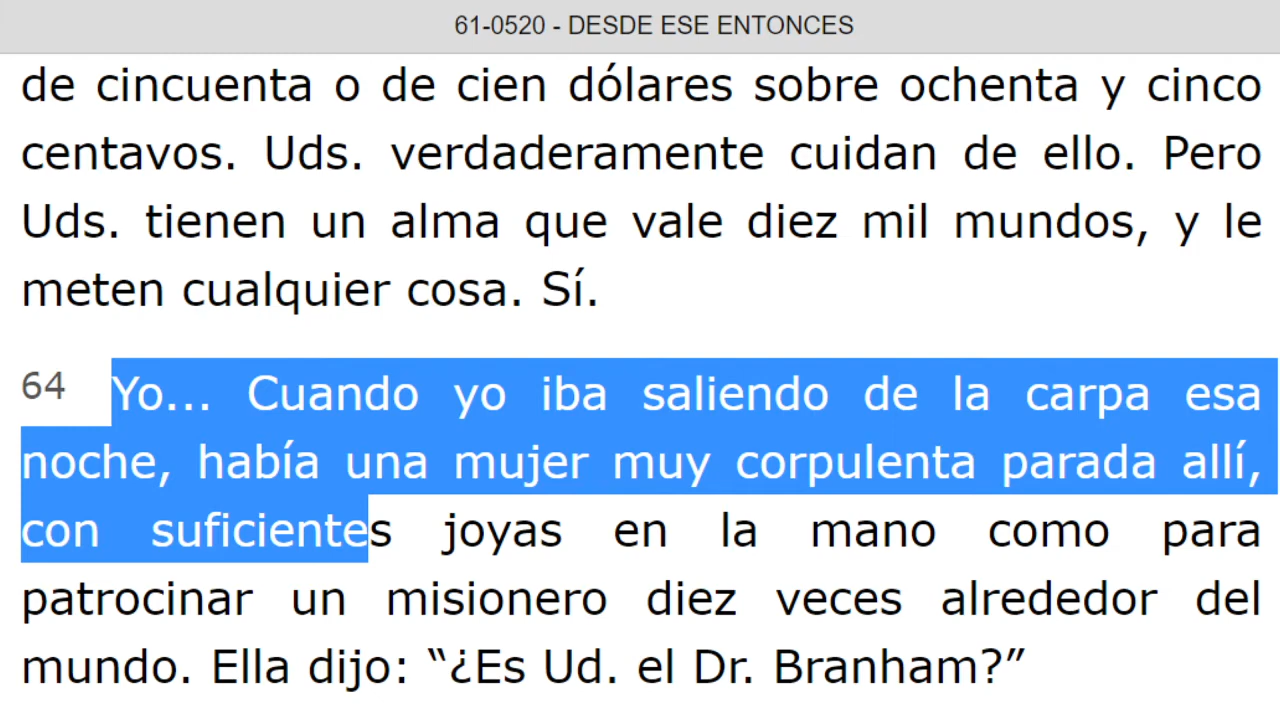 61-0520 - DESDE ESE ENTONCES
de cincuenta o de cien dólares sobre ochenta y cinco
centavos. Uds. verdaderamente cuidan de ello. Pero
Uds. tienen un alma que vale diez mil mundos, y le
meten cualquier cosa. Sí.
64 Yo... Cuando yo iba saliendo de la carpa esa
noche, había una mujer muy corpulenta parada allí,
con suficientes joyas en la mano como para
patrocinar un misionero diez veces alrededor del
mundo. Ella dijo: “¿Es Ud. el Dr. Branham?”